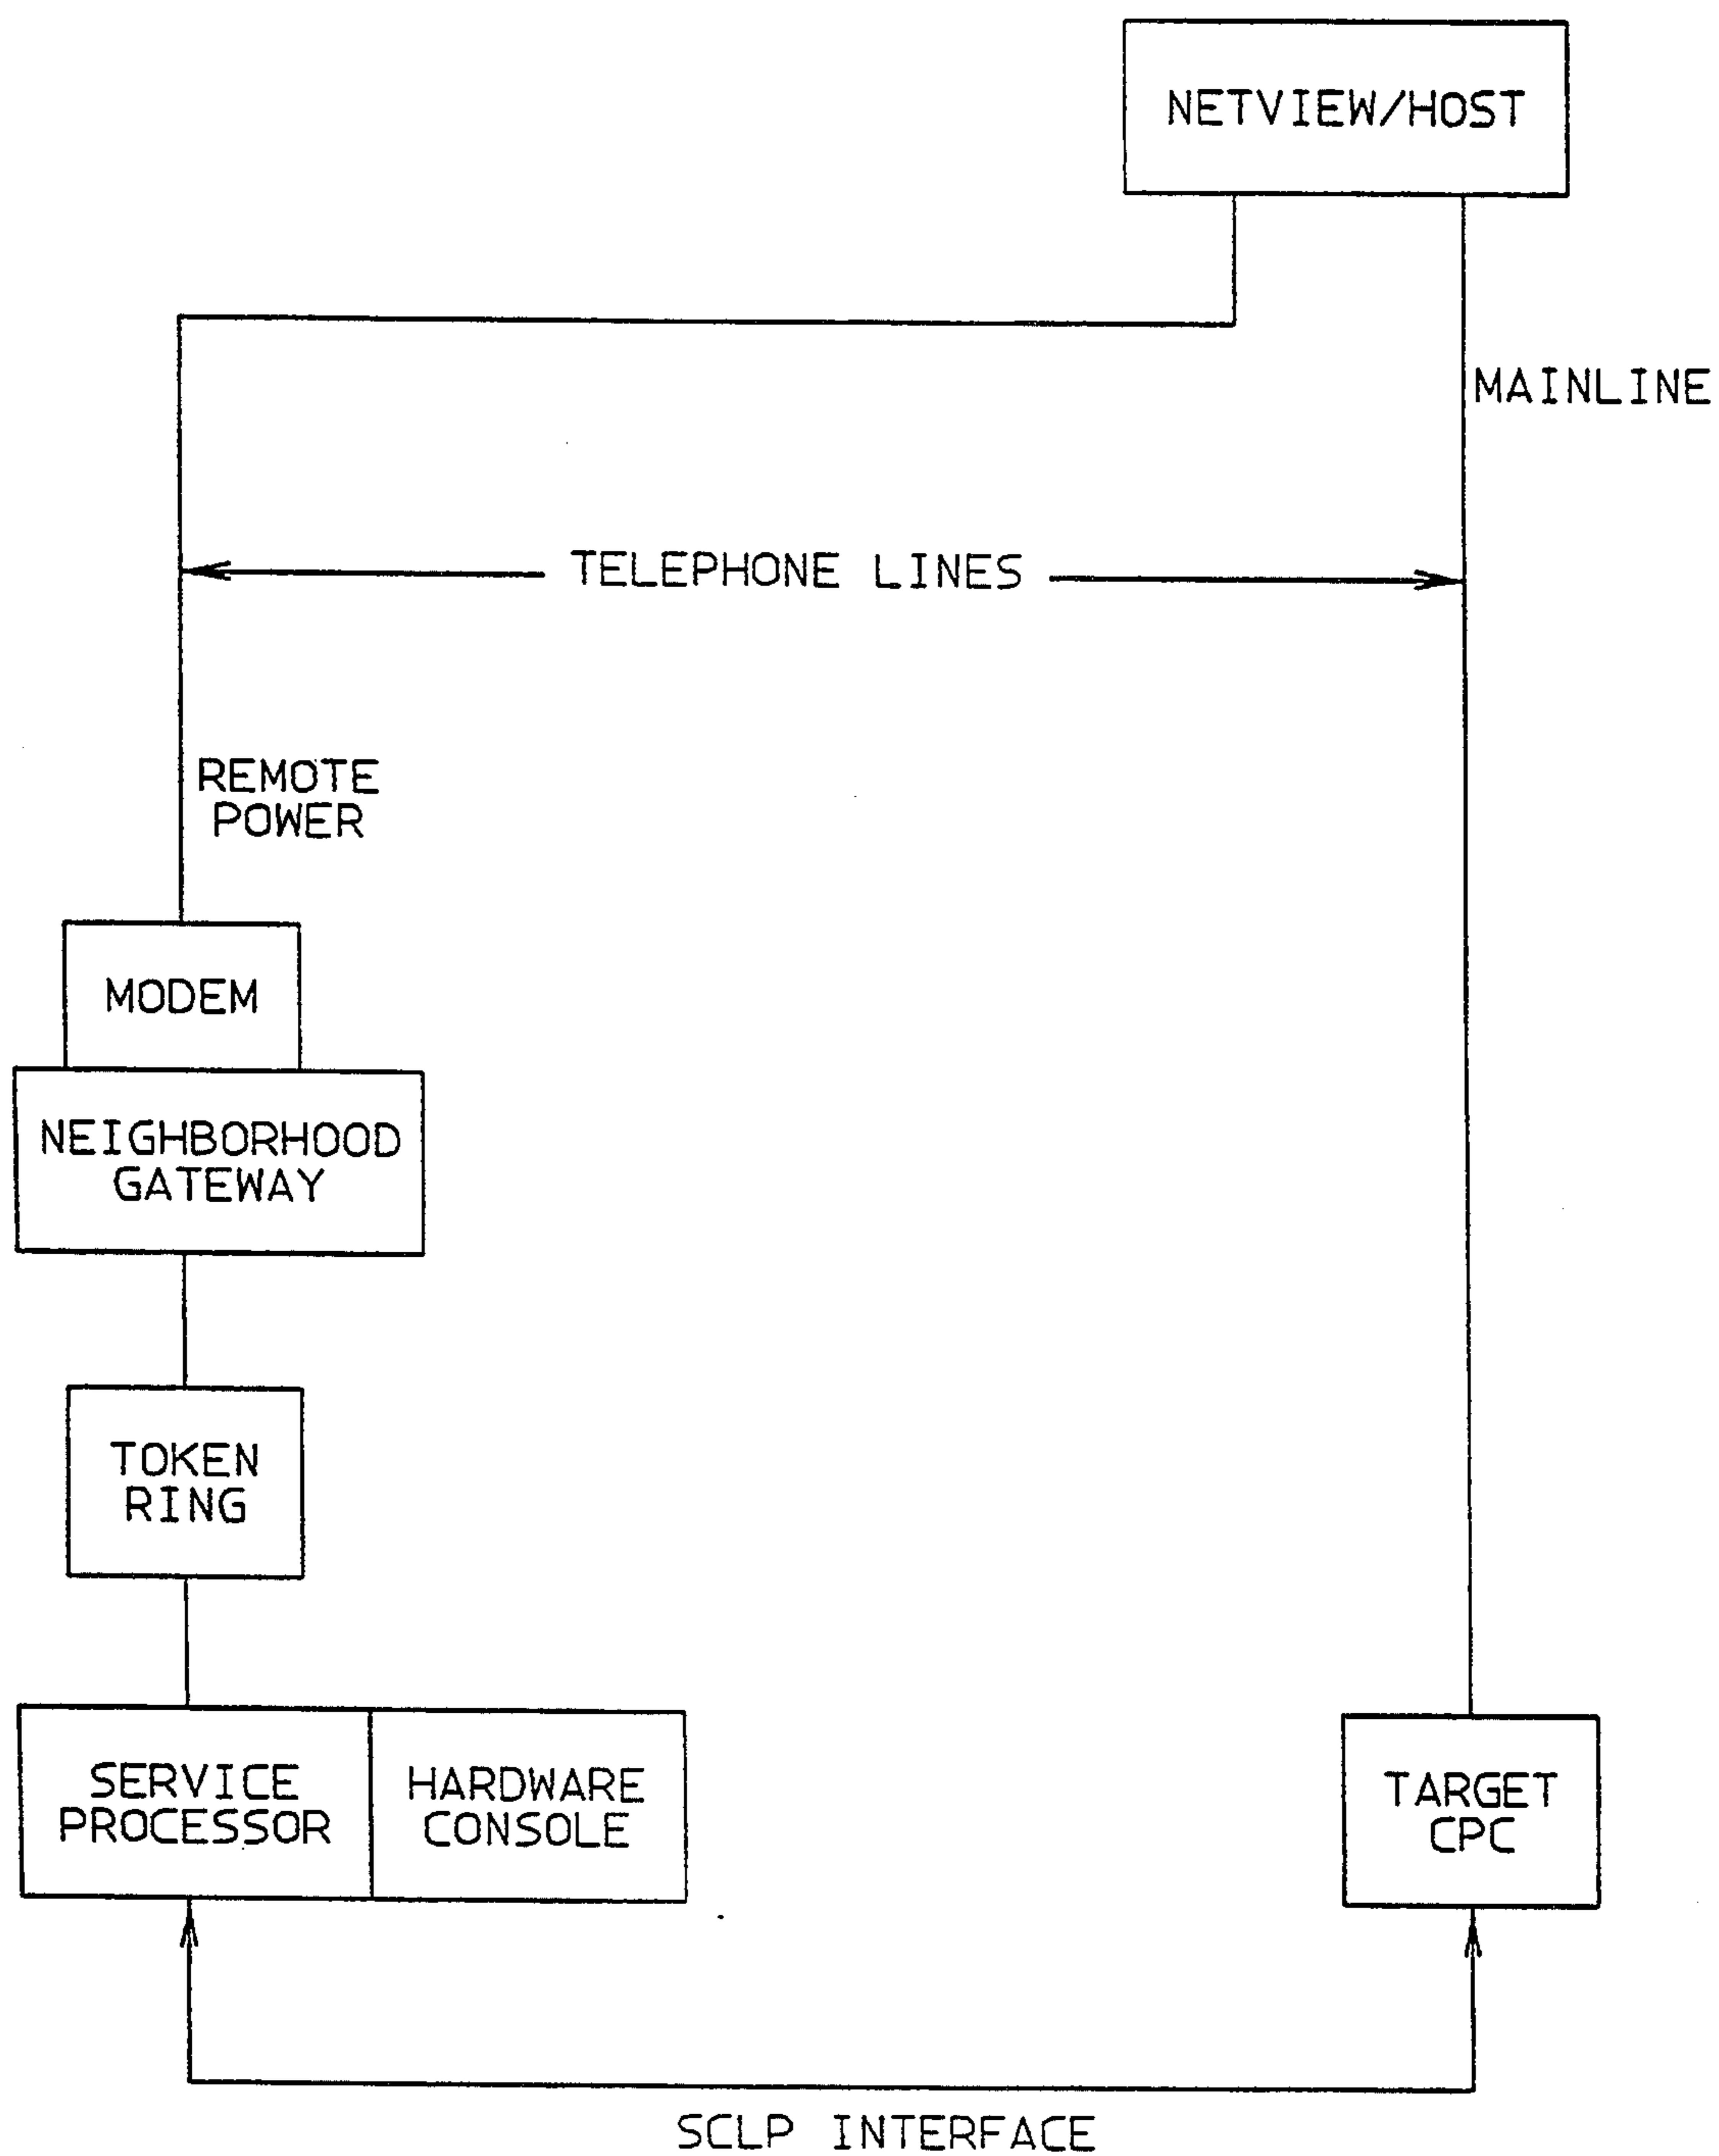 NETVIEW/HOST
MAINLINE
TELEPHONE LINES
REMOTE
POWER
MODEM
NEIGHBORHOOD
GATEWAY
TOKEN
RING
SERVICE
PROCESSOR
HARDWARE
CONSOLE
TARGET
CPC
SCLP INTERFACE